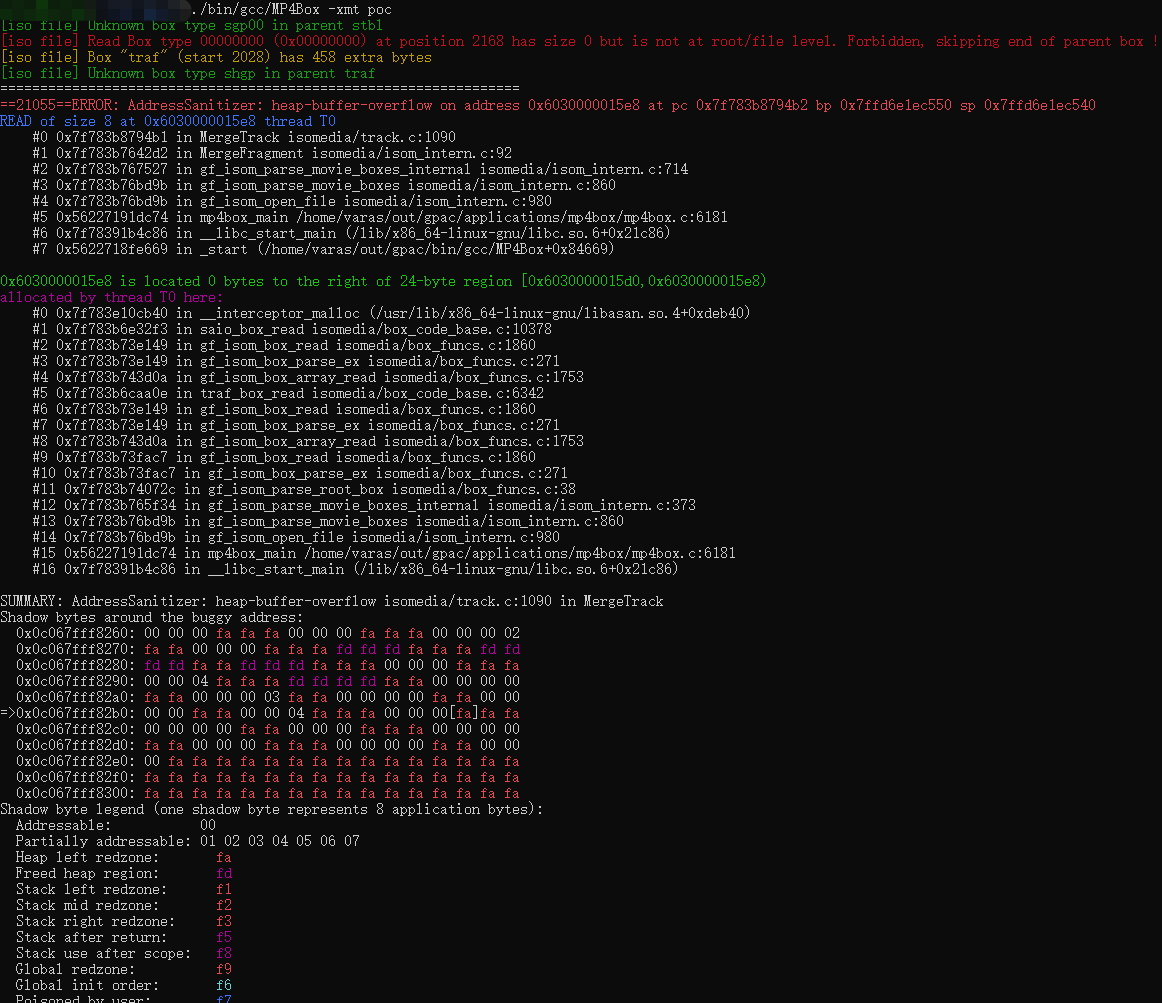 ./bin/gcc/MP4Box -xmt poc
[iso file] Unknown box type sgp00 in parent stbl
[iso file] Read Box type 00000000 (0x00000000) at position 2168 has size 0 but is not at root/file level. Forbidden, skipping end of parent box !
[iso file] Box "traf" (start 2028) has 458 extra bytes
[iso file] Unknown box type shgp in parent traf
=================================================================
==21055==ERROR: AddressSanitizer: heap-buffer-overflow on address 0x6030000015e8 at pc 0x7f783b8794b2 bp 0x7ffd6e1ec550 sp 0x7ffd6e1ec540
READ of size 8 at 0x6030000015e8 thread T0
    #0 0x7f783b8794b1 in MergeTrack isomedia/track.c:1090
    #1 0x7f783b7642d2 in MergeFragment isomedia/isom_intern.c:92
    #2 0x7f783b767527 in gf_isom_parse_movie_boxes_internal isomedia/isom_intern.c:714
    #3 0x7f783b76bd9b in gf_isom_parse_movie_boxes isomedia/isom_intern.c:860
    #4 0x7f783b76bd9b in gf_isom_open_file isomedia/isom_intern.c:980
    #5 0x56227191dc74 in mp4box_main /home/varas/out/gpac/applications/mp4box/mp4box.c:6181
    #6 0x7f78391b4c86 in __libc_start_main (/lib/x86_64-linux-gnu/libc.so.6+0x21c86)
    #7 0x5622718fe669 in _start (/home/varas/out/gpac/bin/gcc/MP4Box+0x84669)

0x6030000015e8 is located 0 bytes to the right of 24-byte region [0x6030000015d0,0x6030000015e8)
allocated by thread T0 here:
    #0 0x7f783e10cb40 in __interceptor_malloc (/usr/lib/x86_64-linux-gnu/libasan.so.4+0xdeb40)
    #1 0x7f783b6e32f3 in saio_box_read isomedia/box_code_base.c:10378
    #2 0x7f783b73e149 in gf_isom_box_read isomedia/box_funcs.c:1860
    #3 0x7f783b73e149 in gf_isom_box_parse_ex isomedia/box_funcs.c:271
    #4 0x7f783b743d0a in gf_isom_box_array_read isomedia/box_funcs.c:1753
    #5 0x7f783b6caa0e in traf_box_read isomedia/box_code_base.c:6342
    #6 0x7f783b73e149 in gf_isom_box_read isomedia/box_funcs.c:1860
    #7 0x7f783b73e149 in gf_isom_box_parse_ex isomedia/box_funcs.c:271
    #8 0x7f783b743d0a in gf_isom_box_array_read isomedia/box_funcs.c:1753
    #9 0x7f783b73fac7 in gf_isom_box_read isomedia/box_funcs.c:1860
    #10 0x7f783b73fac7 in gf_isom_box_parse_ex isomedia/box_funcs.c:271
    #11 0x7f783b74072c in gf_isom_parse_root_box isomedia/box_funcs.c:38
    #12 0x7f783b765f34 in gf_isom_parse_movie_boxes_internal isomedia/isom_intern.c:373
    #13 0x7f783b76bd9b in gf_isom_parse_movie_boxes isomedia/isom_intern.c:860
    #14 0x7f783b76bd9b in gf_isom_open_file isomedia/isom_intern.c:980
    #15 0x56227191dc74 in mp4box_main /home/varas/out/gpac/applications/mp4box/mp4box.c:6181
    #16 0x7f78391b4c86 in __libc_start_main (/lib/x86_64-linux-gnu/libc.so.6+0x21c86)

SUMMARY: AddressSanitizer: heap-buffer-overflow isomedia/track.c:1090 in MergeTrack
Shadow bytes around the buggy address:
  0x0c067fff8260: 00 00 00 fa fa fa 00 00 00 fa fa fa 00 00 00 02
  0x0c067fff8270: fa fa 00 00 00 fa fa fa fd fd fd fa fa fa fd fd
  0x0c067fff8280: fd fd fa fa fd fd fd fa fa fa 00 00 00 fa fa fa
  0x0c067fff8290: 00 00 04 fa fa fa fd fd fd fd fa fa 00 00 00 00
  0x0c067fff82a0: fa fa 00 00 00 03 fa fa 00 00 00 00 fa fa 00 00
=>0x0c067fff82b0: 00 00 fa fa 00 00 04 fa fa fa 00 00 00[fa]fa fa
  0x0c067fff82c0: 00 00 00 00 fa fa 00 00 00 fa fa fa 00 00 00 00
  0x0c067fff82d0: fa fa 00 00 00 fa fa fa 00 00 00 00 fa fa 00 00
  0x0c067fff82e0: 00 fa fa fa fa fa fa fa fa fa fa fa fa fa fa fa
  0x0c067fff82f0: fa fa fa fa fa fa fa fa fa fa fa fa fa fa fa fa
  0x0c067fff8300: fa fa fa fa fa fa fa fa fa fa fa fa fa fa fa fa
Shadow byte legend (one shadow byte represents 8 application bytes):
  Addressable:           00
  Partially addressable: 01 02 03 04 05 06 07
  Heap left redzone:       fa
  Freed heap region:       fd
  Stack left redzone:      f1
  Stack mid redzone:       f2
  Stack right redzone:     f3
  Stack after return:      f5
  Stack use after scope:   f8
  Global redzone:          f9
  Global init order:       f6
  Poisoned by user:        f7